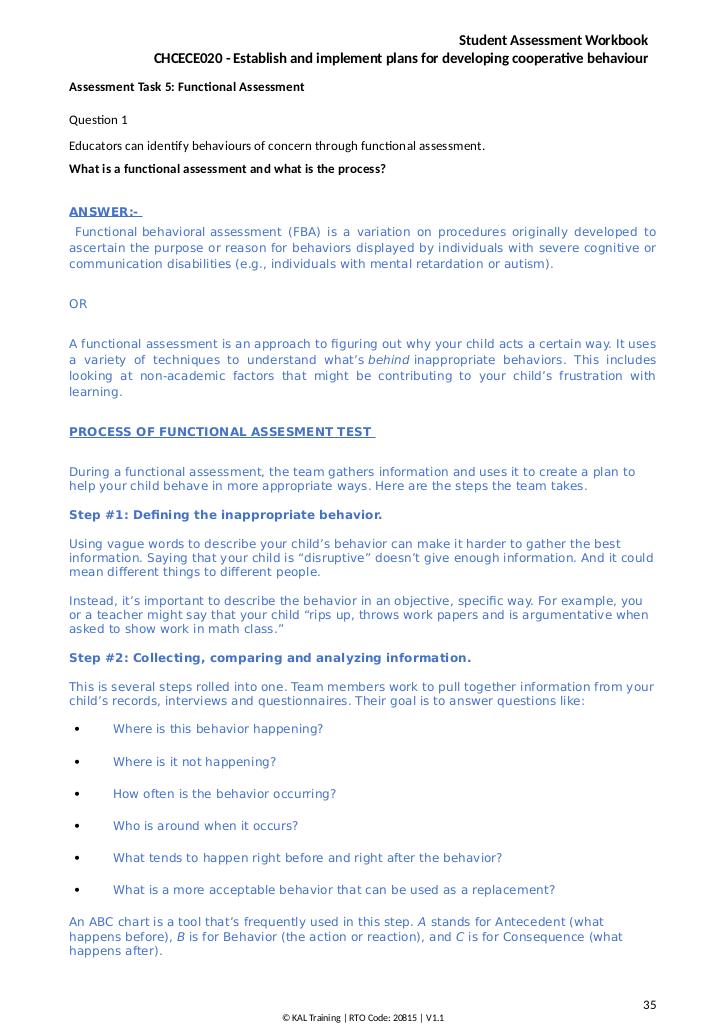 Student Assessment Workbook
CHCECE020 - Establish and implement plans for developing cooperative behaviour
Assessment Task 5: Functional Assessment
Question 1
Educators can identify behaviours of concern through functional assessment.
What is a functional assessment and what is the process?
ANSWER:-
Functional behavioral assessment (FBA) is a variation on procedures originally developed to
ascertain the purpose or reason for behaviors displayed by individuals with severe cognitive or
communication disabilities (e.g., individuals with mental retardation or autism).
OR
A functional assessment is an approach to figuring out why your child acts a certain way. It uses
a variety of techniques to understand what’s behind inappropriate behaviors. This includes
looking at non-academic factors that might be contributing to your child’s frustration with
learning.
PROCESS OF FUNCTIONAL ASSESMENT TEST
During a functional assessment, the team gathers information and uses it to create a plan to
help your child behave in more appropriate ways. Here are the steps the team takes.
Step #1: Defining the inappropriate behavior.
Using vague words to describe your child’s behavior can make it harder to gather the best
information. Saying that your child is “disruptive” doesn’t give enough information. And it could
mean different things to different people.
Instead, it’s important to describe the behavior in an objective, specific way. For example, you
or a teacher might say that your child “rips up, throws work papers and is argumentative when
asked to show work in math class.”
Step #2: Collecting, comparing and analyzing information.
This is several steps rolled into one. Team members work to pull together information from your
child’s records, interviews and questionnaires. Their goal is to answer questions like:
• Where is this behavior happening?
• Where is it not happening?
• How often is the behavior occurring?
• Who is around when it occurs?
• What tends to happen right before and right after the behavior?
• What is a more acceptable behavior that can be used as a replacement?
An ABC chart is a tool that’s frequently used in this step. A stands for Antecedent (what
happens before), B is for Behavior (the action or reaction), and C is for Consequence (what
happens after).
35
© KAL Training | RTO Code: 20815 | V1.1